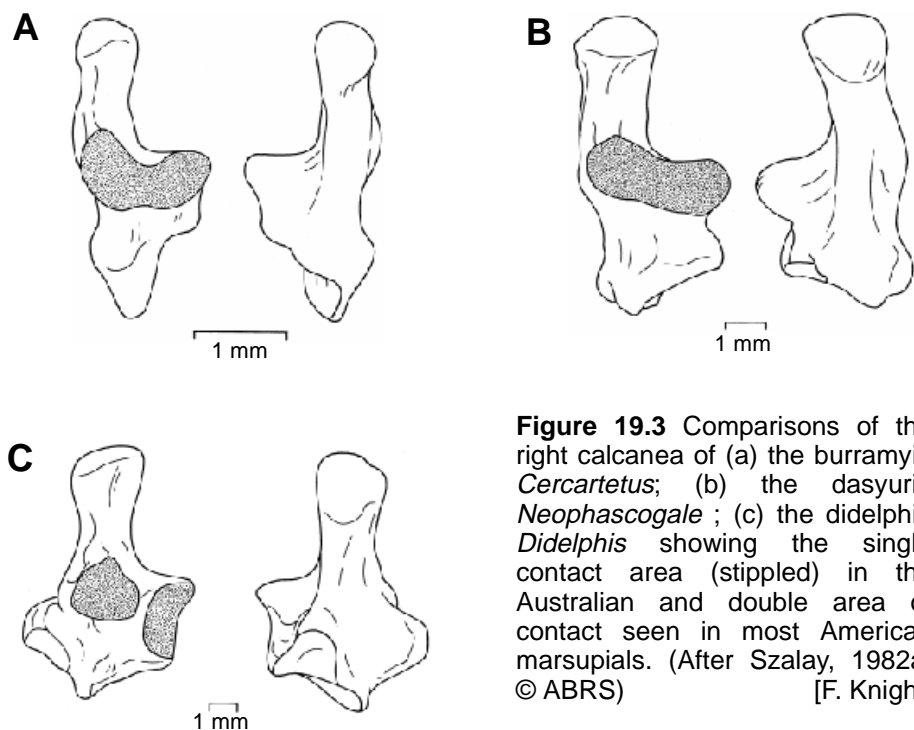 A
B
1 mm
1 mm
C
1 mm
Figure 19.3 Comparisons of th
right calcanea of (a) the burramyi
Cercartetus; (b) the dasyuri
Neophascogale ; (c) the didelphi
Didelphis showing the singl
contact area (stippled) in th
Australian and double area o
contact seen in most America
marsupials. (After Szalay, 1982a
© ABRS) [F. Knigh